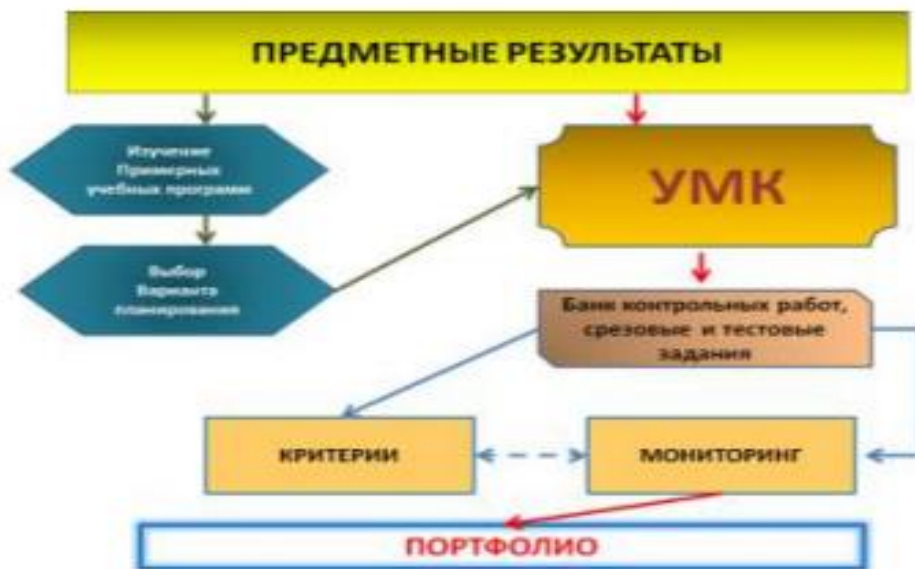 ПРЕДМЕТНЫЕ РЕЗУЛЬТАТЫ
Изучение
Примерных
учебных программ
УМК
Выбор
Варианта
планирования
Банк контрольных работ,
срезовые и тестовые
задания
КРИТЕРИИ
МОНИТОРИНГ
ПОРТФОЛИО